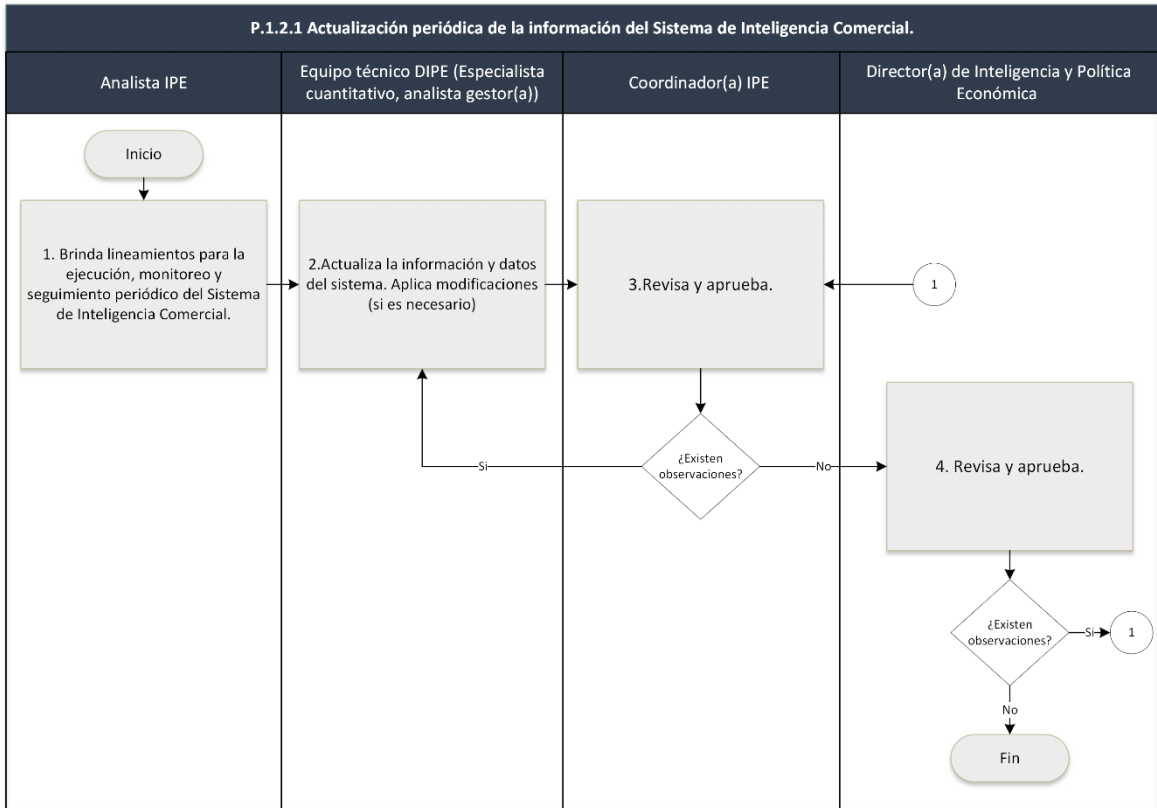 P.1.2.1 Actualización periódica de la información del Sistema de Inteligencia Comercial.
Analista IPE
Equipo técnico DIPE (Especialista
cuantitativo, analista gestor(a))
Coordinador(a) IPE
Director(a) de Inteligencia y Política
Económica
Inicio
1. Brinda lineamientos para la
ejecución, monitoreo y
seguimiento periódico del Sistema
de Inteligencia Comercial.
2.Actualiza la información y datos
del sistema. Aplica modificaciones
(si es necesario)
3.Revisa y aprueba.
1
¿Existen
observaciones?
Si
No
4. Revisa y aprueba.
¿Existen
observaciones?
Si
1
No
Fin